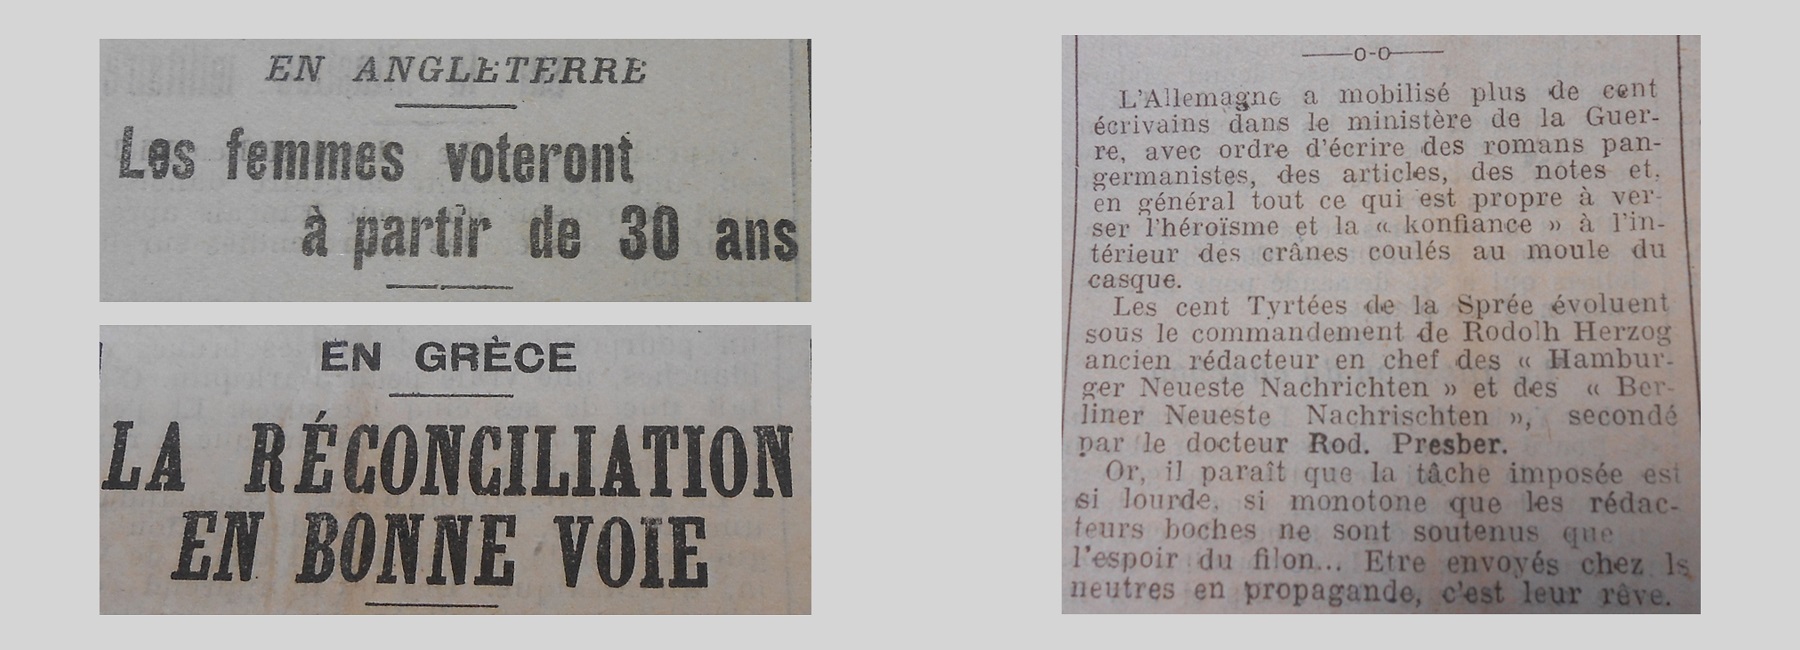 EN ANGLETERRE
Les femmes voteront
à partir de 30 ans
EN GRÈCE
LA RÉCONCILIATION
EN BONNE VOIE
o-o
L'Allemagne a mobilisé plus de cent
écrivains dans le ministère de la Guer-
re, avec ordre d'écrire des romans pan-
germanistes, des articles, des notes et,
en général tout ce qui est propre à ver-
ser l'héroïsme et la « konfiance » à l'in-
térieur des crânes coulés au moule du
casque.
Les cent Tyrtées de la Sprée évoluent
sous le commandement de Rodolh Herzog
ancien rédacteur en chef des « Hambur-
ger Neueste Nachrichten » et des « Ber-
liner Neueste Nachrischten », secondé
par le docteur Rod. Presber.
Or, il paraît que la tâche imposée est
si lourde, si monotone que les rédac-
teurs boches ne sont soutenus que
l'espoir du filon... Etre envoyés chez ls
neutres en propagande, c'est leur rêve.